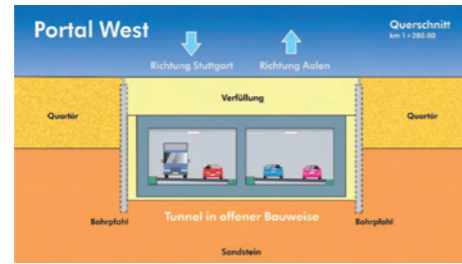 Portal West
Querschnitt
km 1+280.00
Richtung Stuttgart
Richtung Aalen
Verfüllung
Quartär
Quartär
Bohrpfahl
Tunnel in offener Bauweise
Bohrpfahl
Sandstein